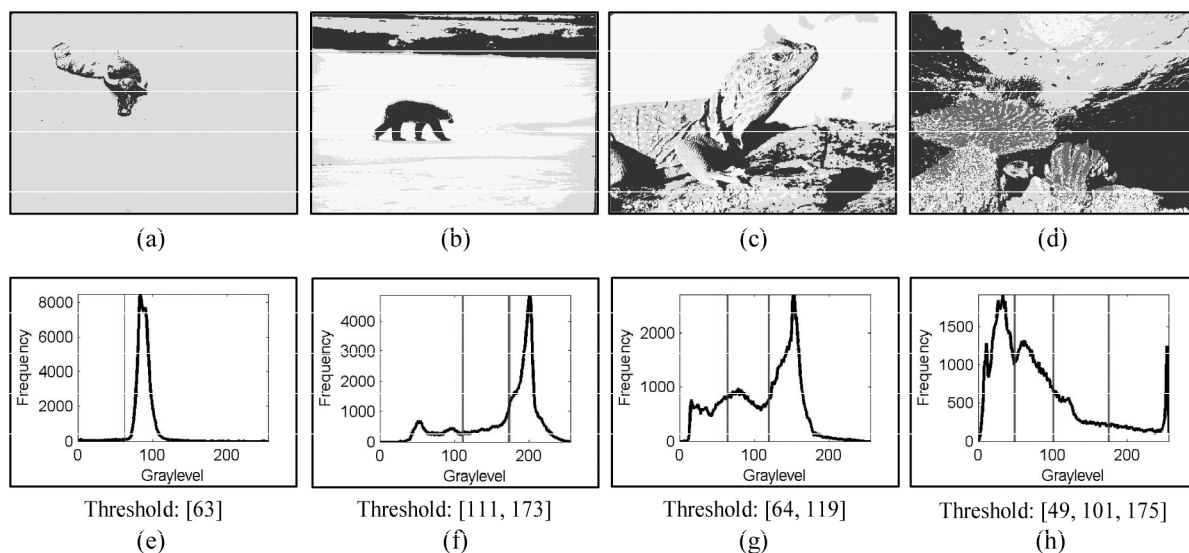 (a) (b) (c) (d)
8000
6000
4000
2000
0
Frequency
0 100 200
Graylevel
4000
3000
2000
1000
0
Frequency
0 100 200
Graylevel
2000
1000
0
Frequency
0 100 200
Graylevel
1500
1000
500
0
Frequency
0 100 200
Graylevel
Threshold: [63] Threshold: [111, 173] Threshold: [64, 119] Threshold: [49, 101, 175]
(e) (f) (g) (h)